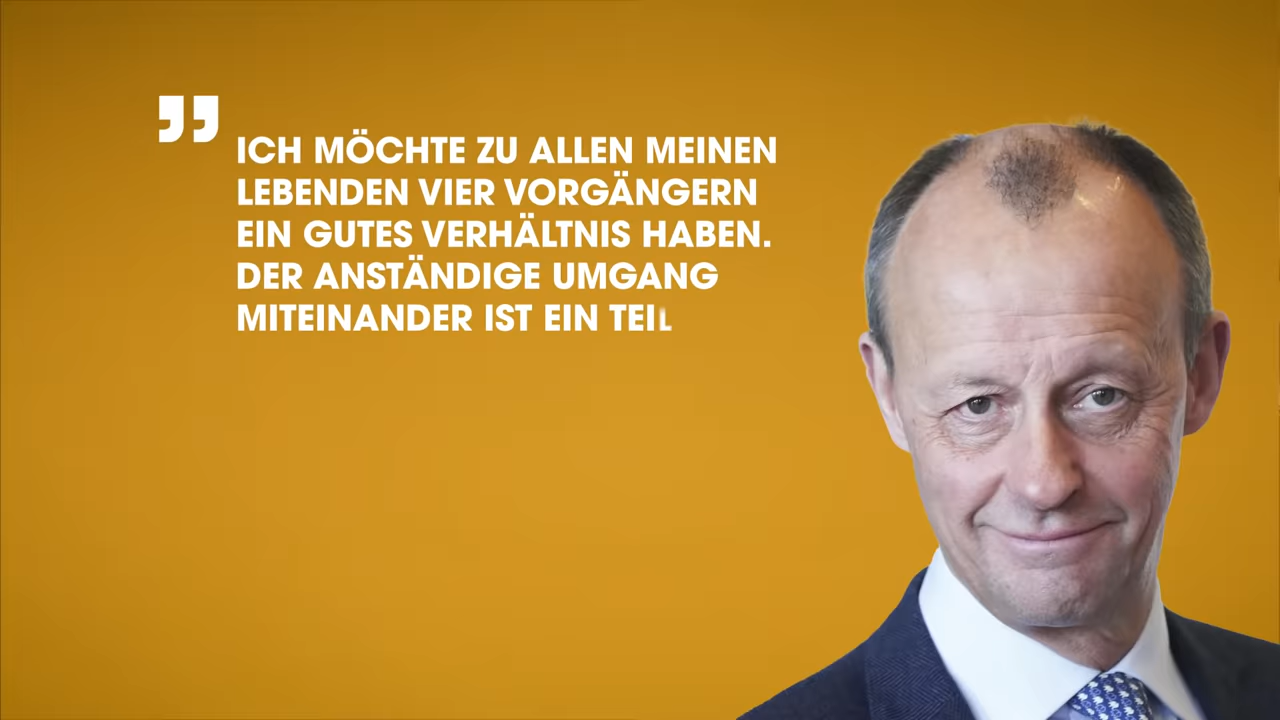 ” ICH MÖCHTE ZU ALLEN MEINEN
LEBENDEN VIER VORGÄNGERN
EIN GUTES VERHÄLTNIS HABEN.
DER ANSTÄNDIGE UMGANG
MITEINANDER IST EIN TEIL